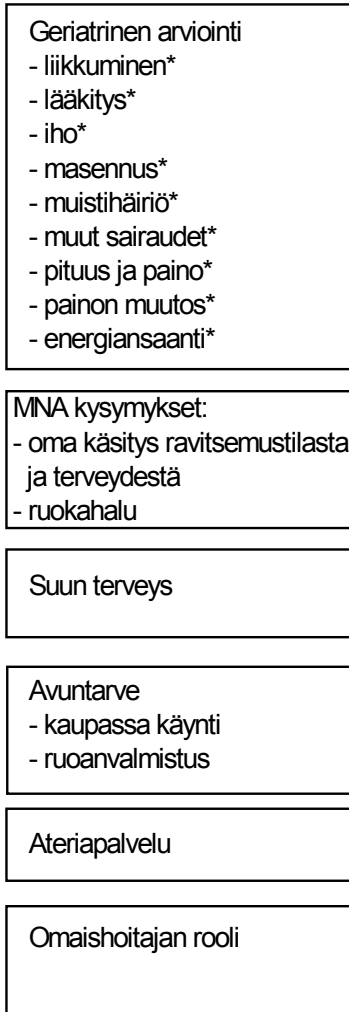 Geriatrinen arviointi
- liikkuminen*
- lääkitys*
- iho*
- masennus*
- muistihäiriö*
- muut sairaudet*
- pituus ja paino*
- painon muutos*
- energiansaanti*
MNA kysymykset:
- oma käsitys ravitsemustilasta
ja terveydestä
- ruokahalu
Suun terveys
Avuntarve
- kaupassa käynti
- ruoanvalmistus
Ateriapalvelu
Omaishoitajan rooli